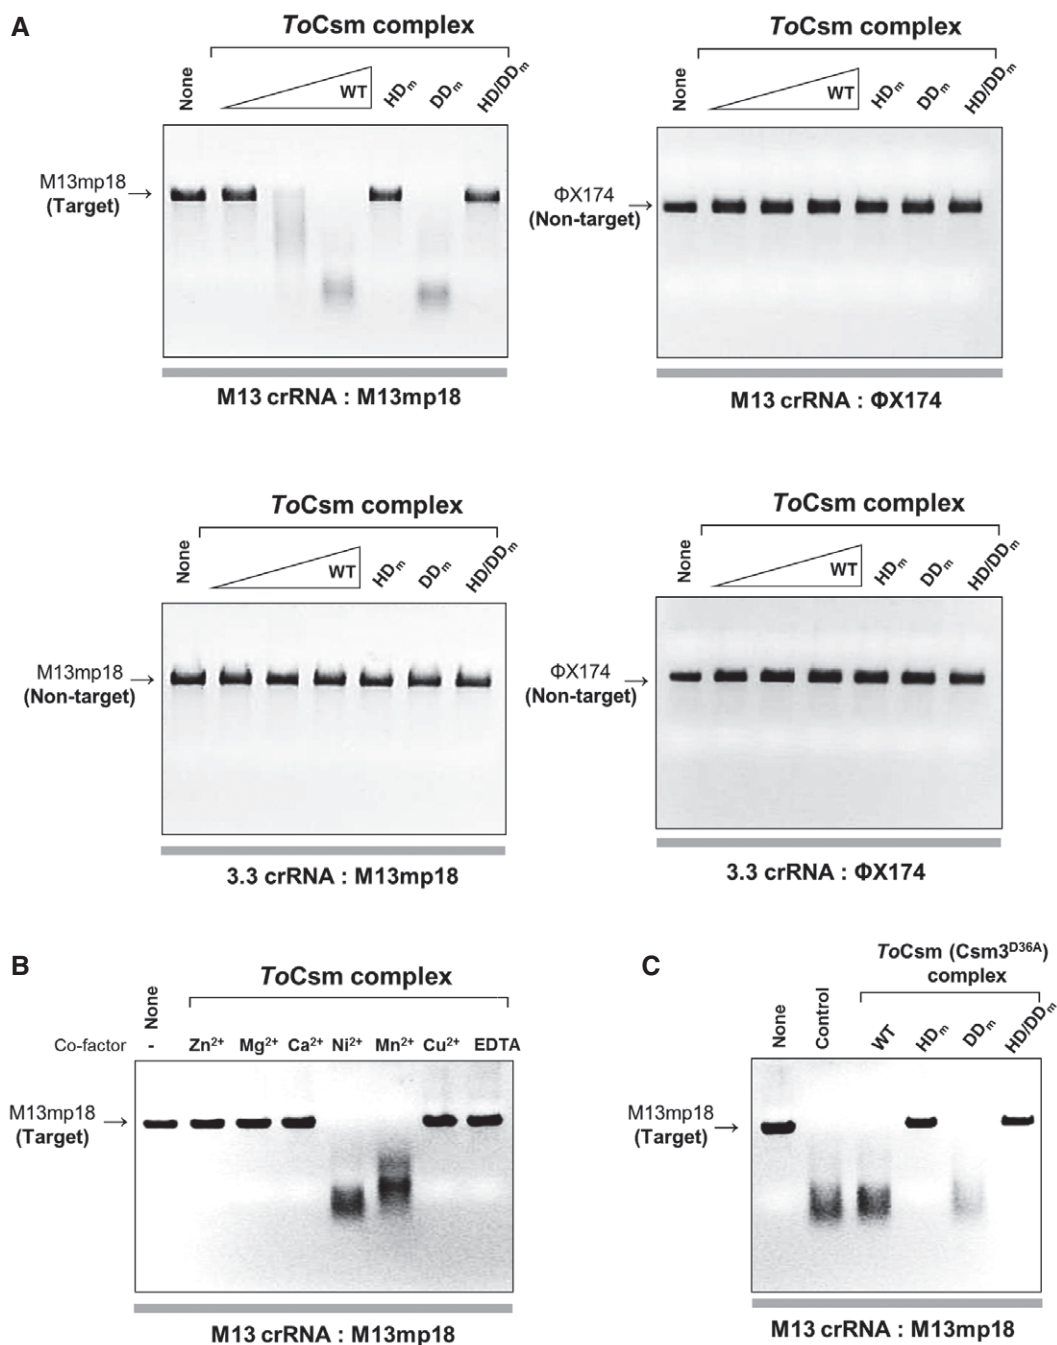 A
ToCsm complex
None
WT
HDm
DDm
HD/DDm
M13mp18
(Target)
M13 crRNA : M13mp18
ToCsm complex
None
WT
HDm
DDm
HD/DDm
ΦX174
(Non-target)
M13 crRNA : ΦX174
ToCsm complex
None
WT
HDm
DDm
HD/DDm
M13mp18
(Non-target)
3.3 crRNA : M13mp18
ToCsm complex
None
WT
HDm
DDm
HD/DDm
ΦX174
(Non-target)
3.3 crRNA : ΦX174
B
ToCsm complex
None
Co-factor - Zn2+ Mg2+ Ca2+ Ni2+ Mn2+ Cu2+ EDTA
M13mp18
(Target)
M13 crRNA : M13mp18
C
ToCsm (Csm3D36A)
complex
None
Control
WT
HDm
DDm
HD/DDm
M13mp18
(Target)
M13 crRNA : M13mp18